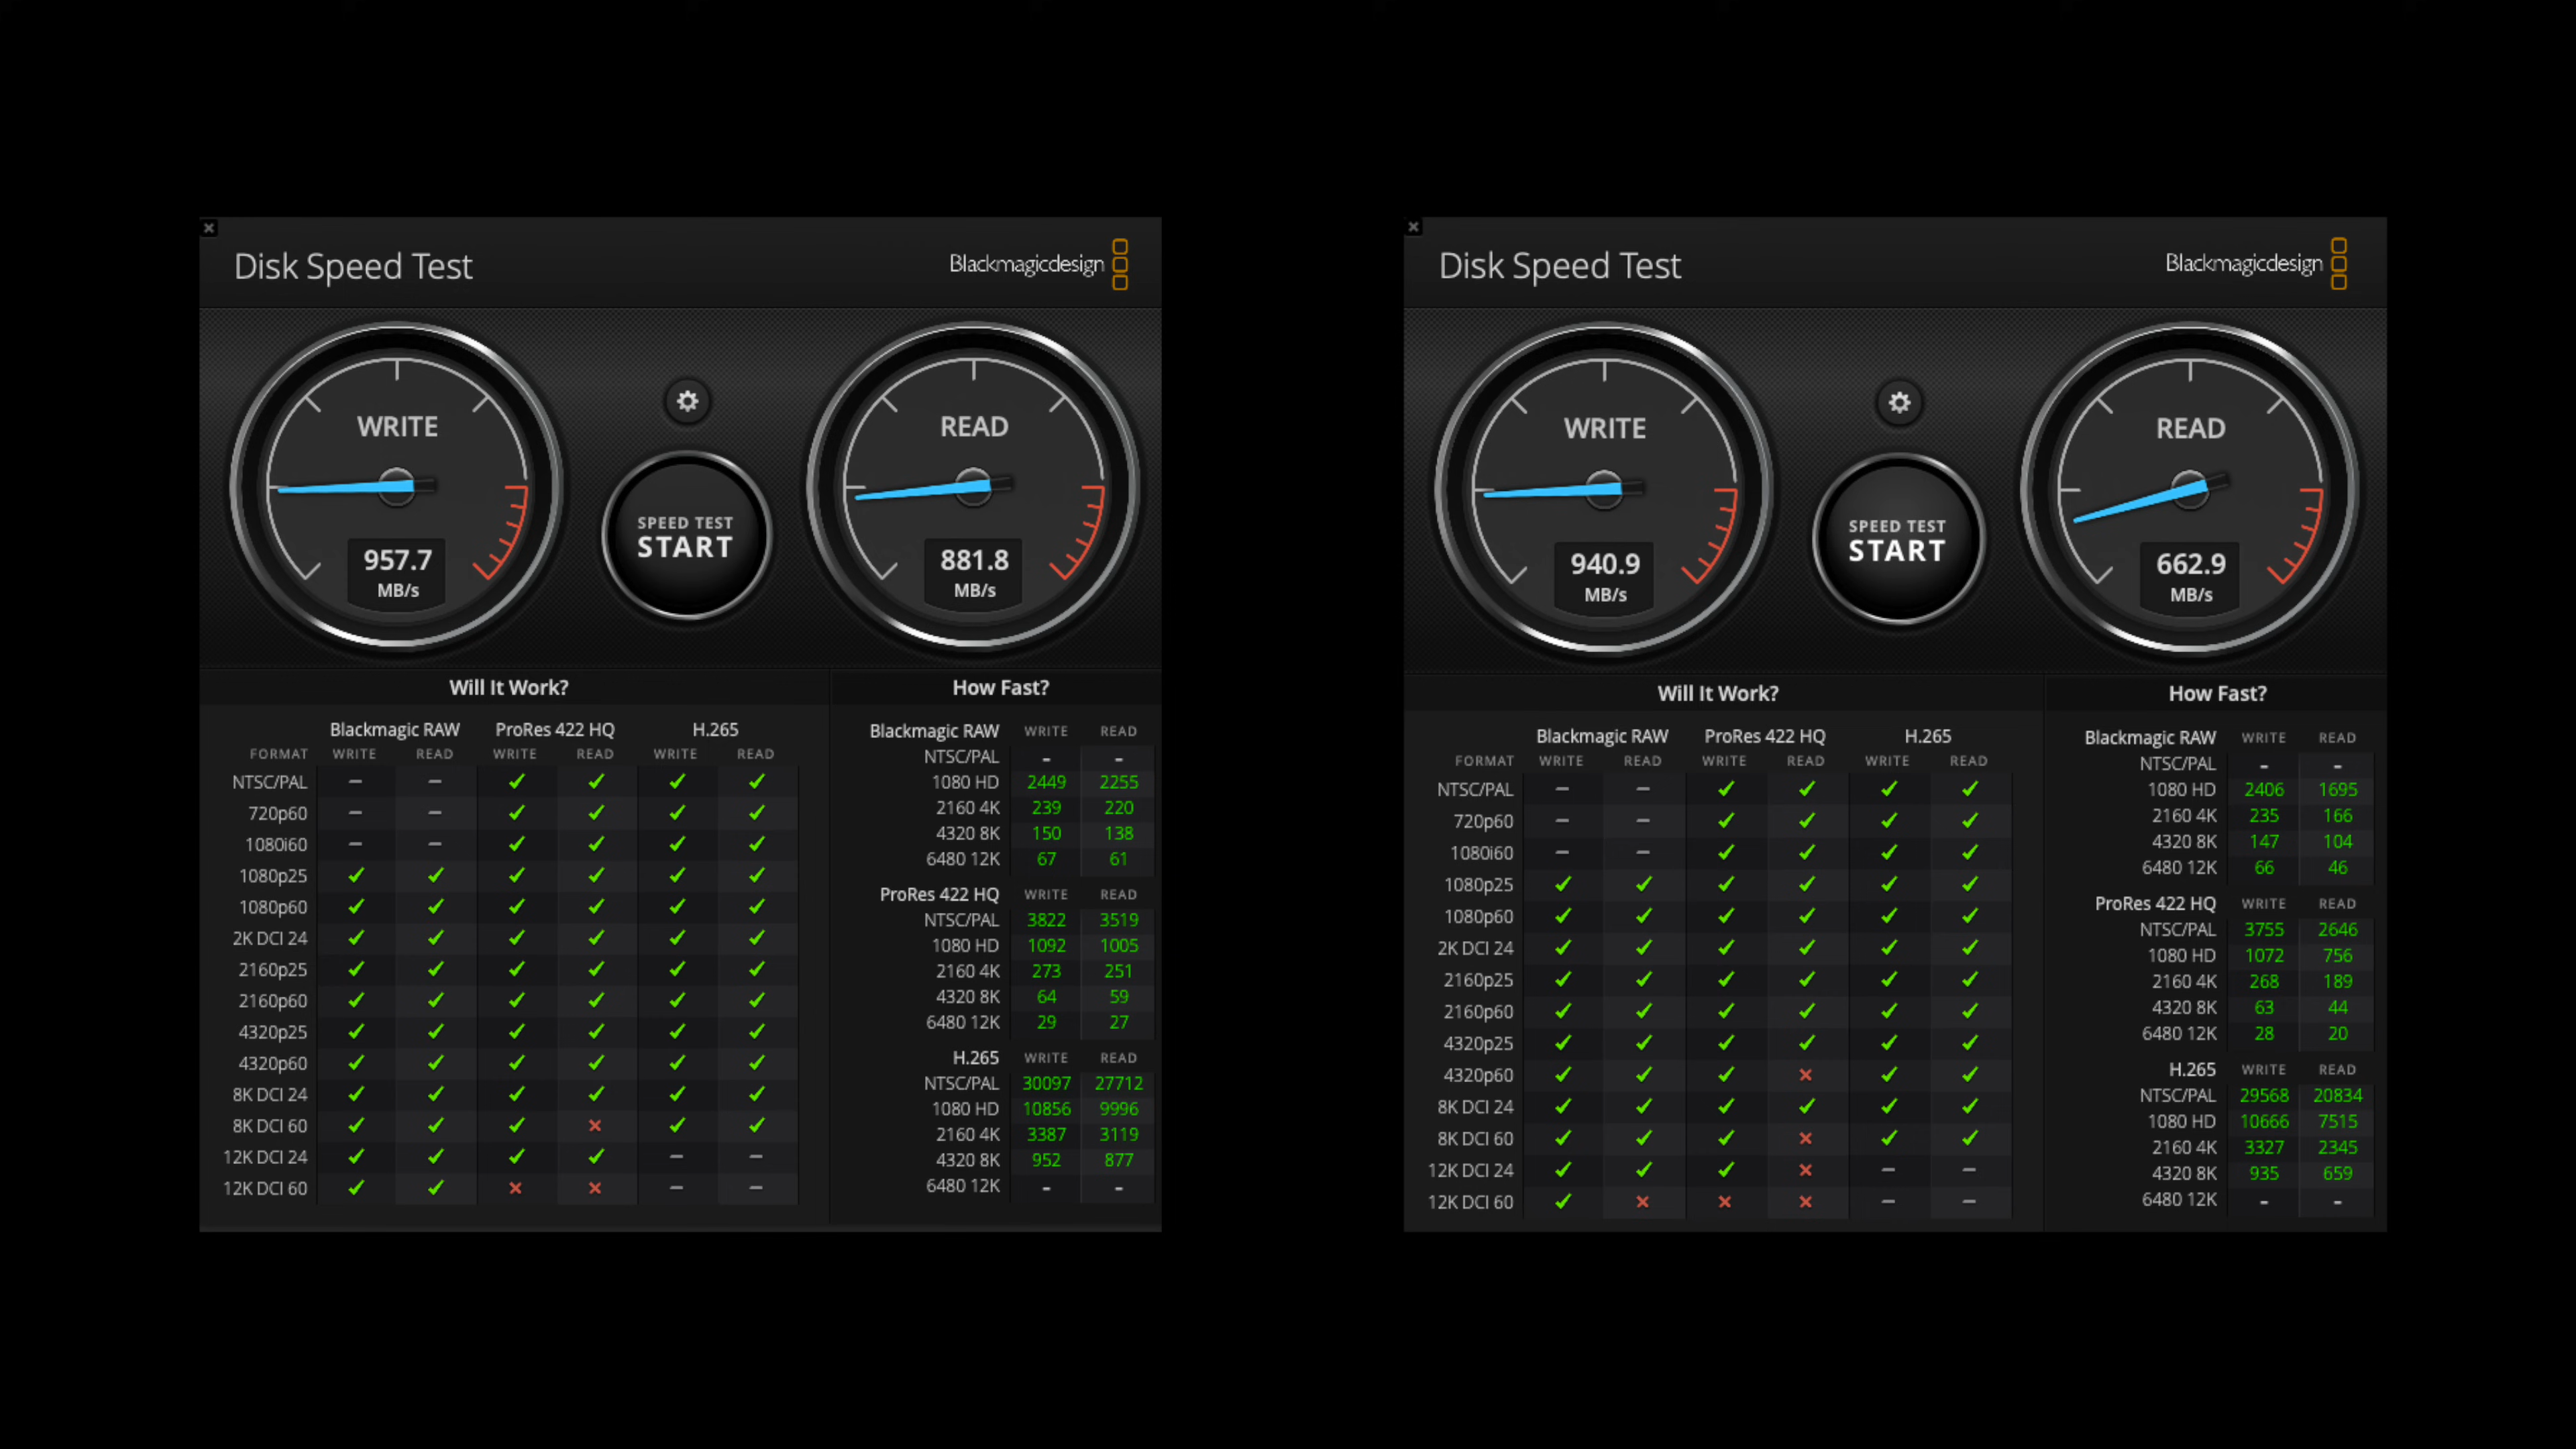 Disk Speed Test
Blackmagicdesign
WRITE
957.7
MB/s
SPEED TEST
START
READ
881.8
MB/s
Will It Work?
Blackmagic RAW ProRes 422 HQ H.265
FORMAT WRITE READ WRITE READ WRITE READ
NTSC/PAL – – ✓ ✓ ✓ ✓
720p60 – – ✓ ✓ ✓ ✓
1080i60 – – ✓ ✓ ✓ ✓
1080p25 ✓ ✓ ✓ ✓ ✓ ✓
1080p60 ✓ ✓ ✓ ✓ ✓ ✓
2K DCI 24 ✓ ✓ ✓ ✓ ✓ ✓
2160p25 ✓ ✓ ✓ ✓ ✓ ✓
2160p60 ✓ ✓ ✓ ✓ ✓ ✓
4320p25 ✓ ✓ ✓ ✓ ✓ ✓
4320p60 ✓ ✓ ✓ ✓ ✓ ✓
8K DCI 24 ✓ ✓ ✓ ✓ ✓ ✓
8K DCI 60 ✓ ✓ ✓ × ✓ ✓
12K DCI 24 ✓ ✓ ✓ ✓ – –
12K DCI 60 ✓ ✓ × × – –
How Fast?
Blackmagic RAW WRITE READ
NTSC/PAL - -
1080 HD 2449 2255
2160 4K 239 220
4320 8K 150 138
6480 12K 67 61
ProRes 422 HQ WRITE READ
NTSC/PAL 3822 3519
1080 HD 1092 1005
2160 4K 273 251
4320 8K 64 59
6480 12K 29 27
H.265 WRITE READ
NTSC/PAL 30097 27712
1080 HD 10856 9996
2160 4K 3387 3119
4320 8K 952 877
6480 12K - -
Disk Speed Test
Blackmagicdesign
WRITE
940.9
MB/s
SPEED TEST
START
READ
662.9
MB/s
Will It Work?
Blackmagic RAW ProRes 422 HQ H.265
FORMAT WRITE READ WRITE READ WRITE READ
NTSC/PAL – – ✓ ✓ ✓ ✓
720p60 – – ✓ ✓ ✓ ✓
1080i60 – – ✓ ✓ ✓ ✓
1080p25 ✓ ✓ ✓ ✓ ✓ ✓
1080p60 ✓ ✓ ✓ ✓ ✓ ✓
2K DCI 24 ✓ ✓ ✓ ✓ ✓ ✓
2160p25 ✓ ✓ ✓ ✓ ✓ ✓
2160p60 ✓ ✓ ✓ ✓ ✓ ✓
4320p25 ✓ ✓ ✓ ✓ ✓ ✓
4320p60 ✓ ✓ ✓ × ✓ ✓
8K DCI 24 ✓ ✓ ✓ ✓ ✓ ✓
8K DCI 60 ✓ ✓ ✓ × ✓ ✓
12K DCI 24 ✓ ✓ ✓ × – –
12K DCI 60 ✓ × × × – –
How Fast?
Blackmagic RAW WRITE READ
NTSC/PAL - -
1080 HD 2406 1695
2160 4K 235 166
4320 8K 147 104
6480 12K 66 46
ProRes 422 HQ WRITE READ
NTSC/PAL 3755 2646
1080 HD 1072 756
2160 4K 268 189
4320 8K 63 44
6480 12K 28 20
H.265 WRITE READ
NTSC/PAL 29568 20834
1080 HD 10666 7515
2160 4K 3327 2345
4320 8K 935 659
6480 12K - -